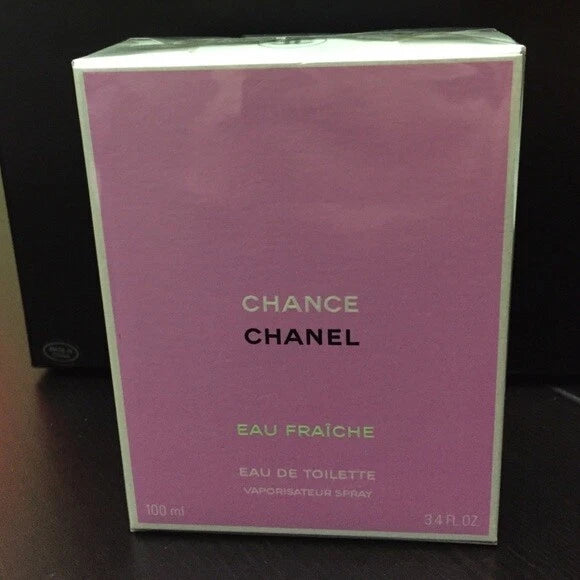 CHANCE
CHANEL
EAU FRAÎCHE
EAU DE TOILETTE
VAPORISATEUR SPRAY
100 ml
3.4 FL. OZ